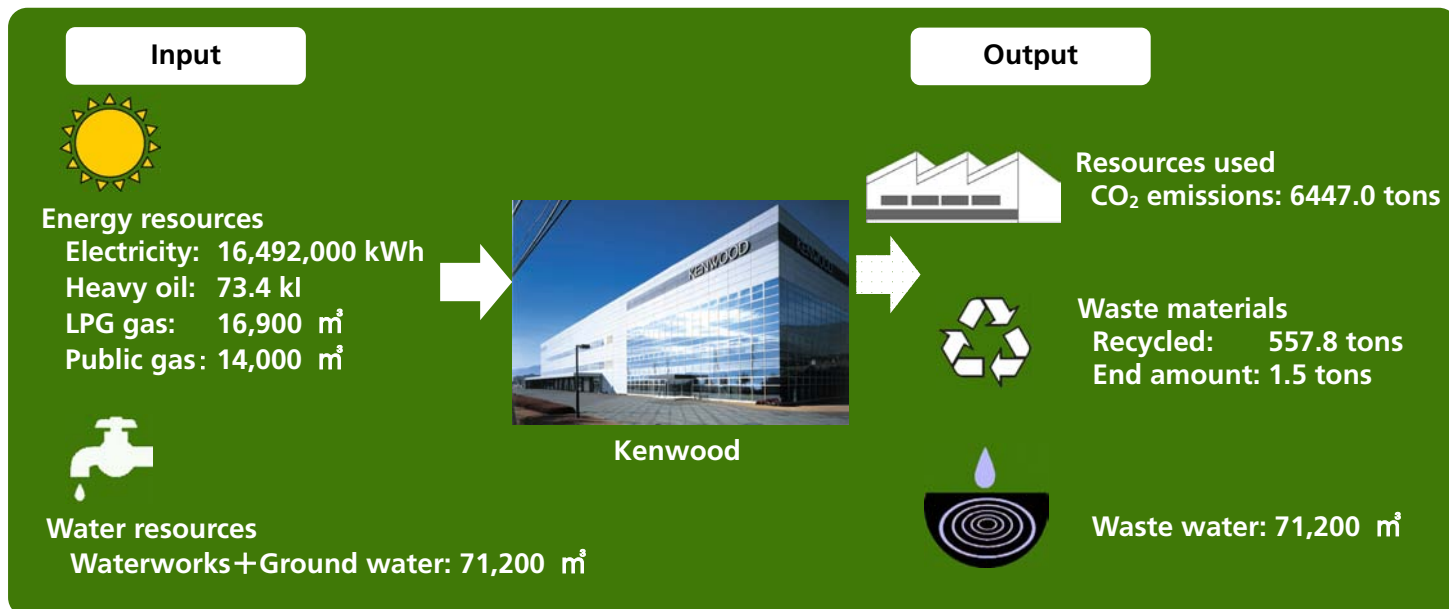 Input
Energy resources
Electricity: 16,492,000 kWh
Heavy oil: 73.4 kl
LPG gas: 16,900 ㎥
Public gas: 14,000 ㎥
Water resources
Waterworks＋Ground water: 71,200 ㎥
KENWOOD
KENWOOD
Kenwood
Output
Resources used
CO₂ emissions: 6447.0 tons
Waste materials
Recycled: 557.8 tons
End amount: 1.5 tons
Waste water: 71,200 ㎥